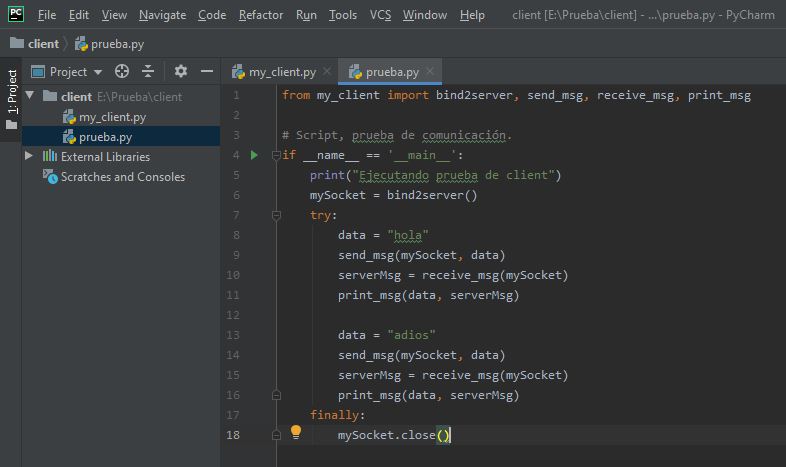 PC File Edit View Navigate Code Refactor Run Tools VCS Window Help client [E:\Prueba\client] - ...\prueba.py - PyCharm
client prueba.py
1: Project
Project
my_client.py prueba.py
client E:\Prueba\client
my_client.py
prueba.py
External Libraries
Scratches and Consoles
1 from my_client import bind2server, send_msg, receive_msg, print_msg
2
3 # Script, prueba de comunicación.
4 if __name__ == '__main__':
5 print("Ejecutando prueba de client")
6 mySocket = bind2server()
7 try:
8 data = "hola"
9 send_msg(mySocket, data)
10 serverMsg = receive_msg(mySocket)
11 print_msg(data, serverMsg)
12
13 data = "adios"
14 send_msg(mySocket, data)
15 serverMsg = receive_msg(mySocket)
16 print_msg(data, serverMsg)
17 finally:
18 mySocket.close()